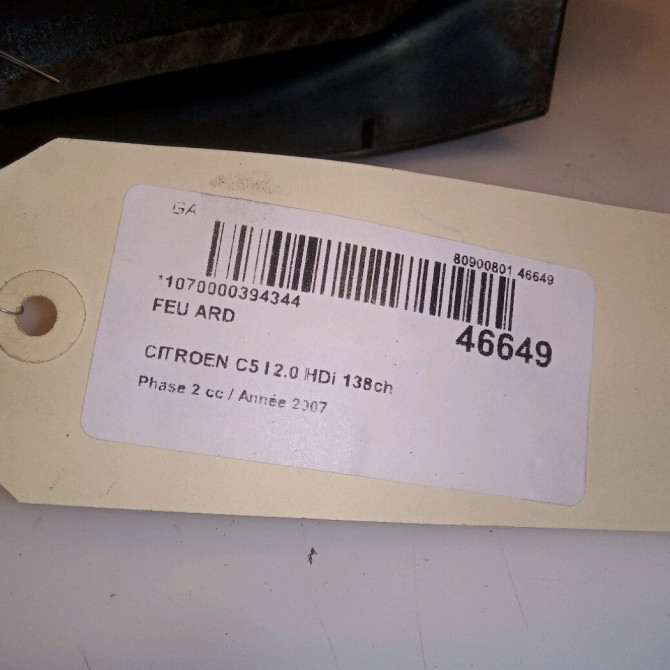 GA
80900801 46649
*1070000394344
46649
FEU ARD
CITROEN C5 I 2.0 HDi 138ch
Phase 2 cc / Année 2007